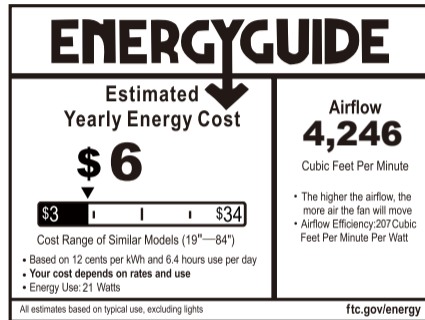 ENERGYGUIDE
Estimated
Yearly Energy Cost
$6
$3 $34
Cost Range of Similar Models (19"—84")
• Based on 12 cents per kWh and 6.4 hours use per day
• Your cost depends on rates and use
• Energy Use: 21 Watts
Airflow
4,246
Cubic Feet Per Minute
• The higher the airflow, the
more air the fan will move
• Airflow Efficiency:207Cubic
Feet Per Minute Per Watt
All estimates based on typical use, excluding lights
ftc.gov/energy